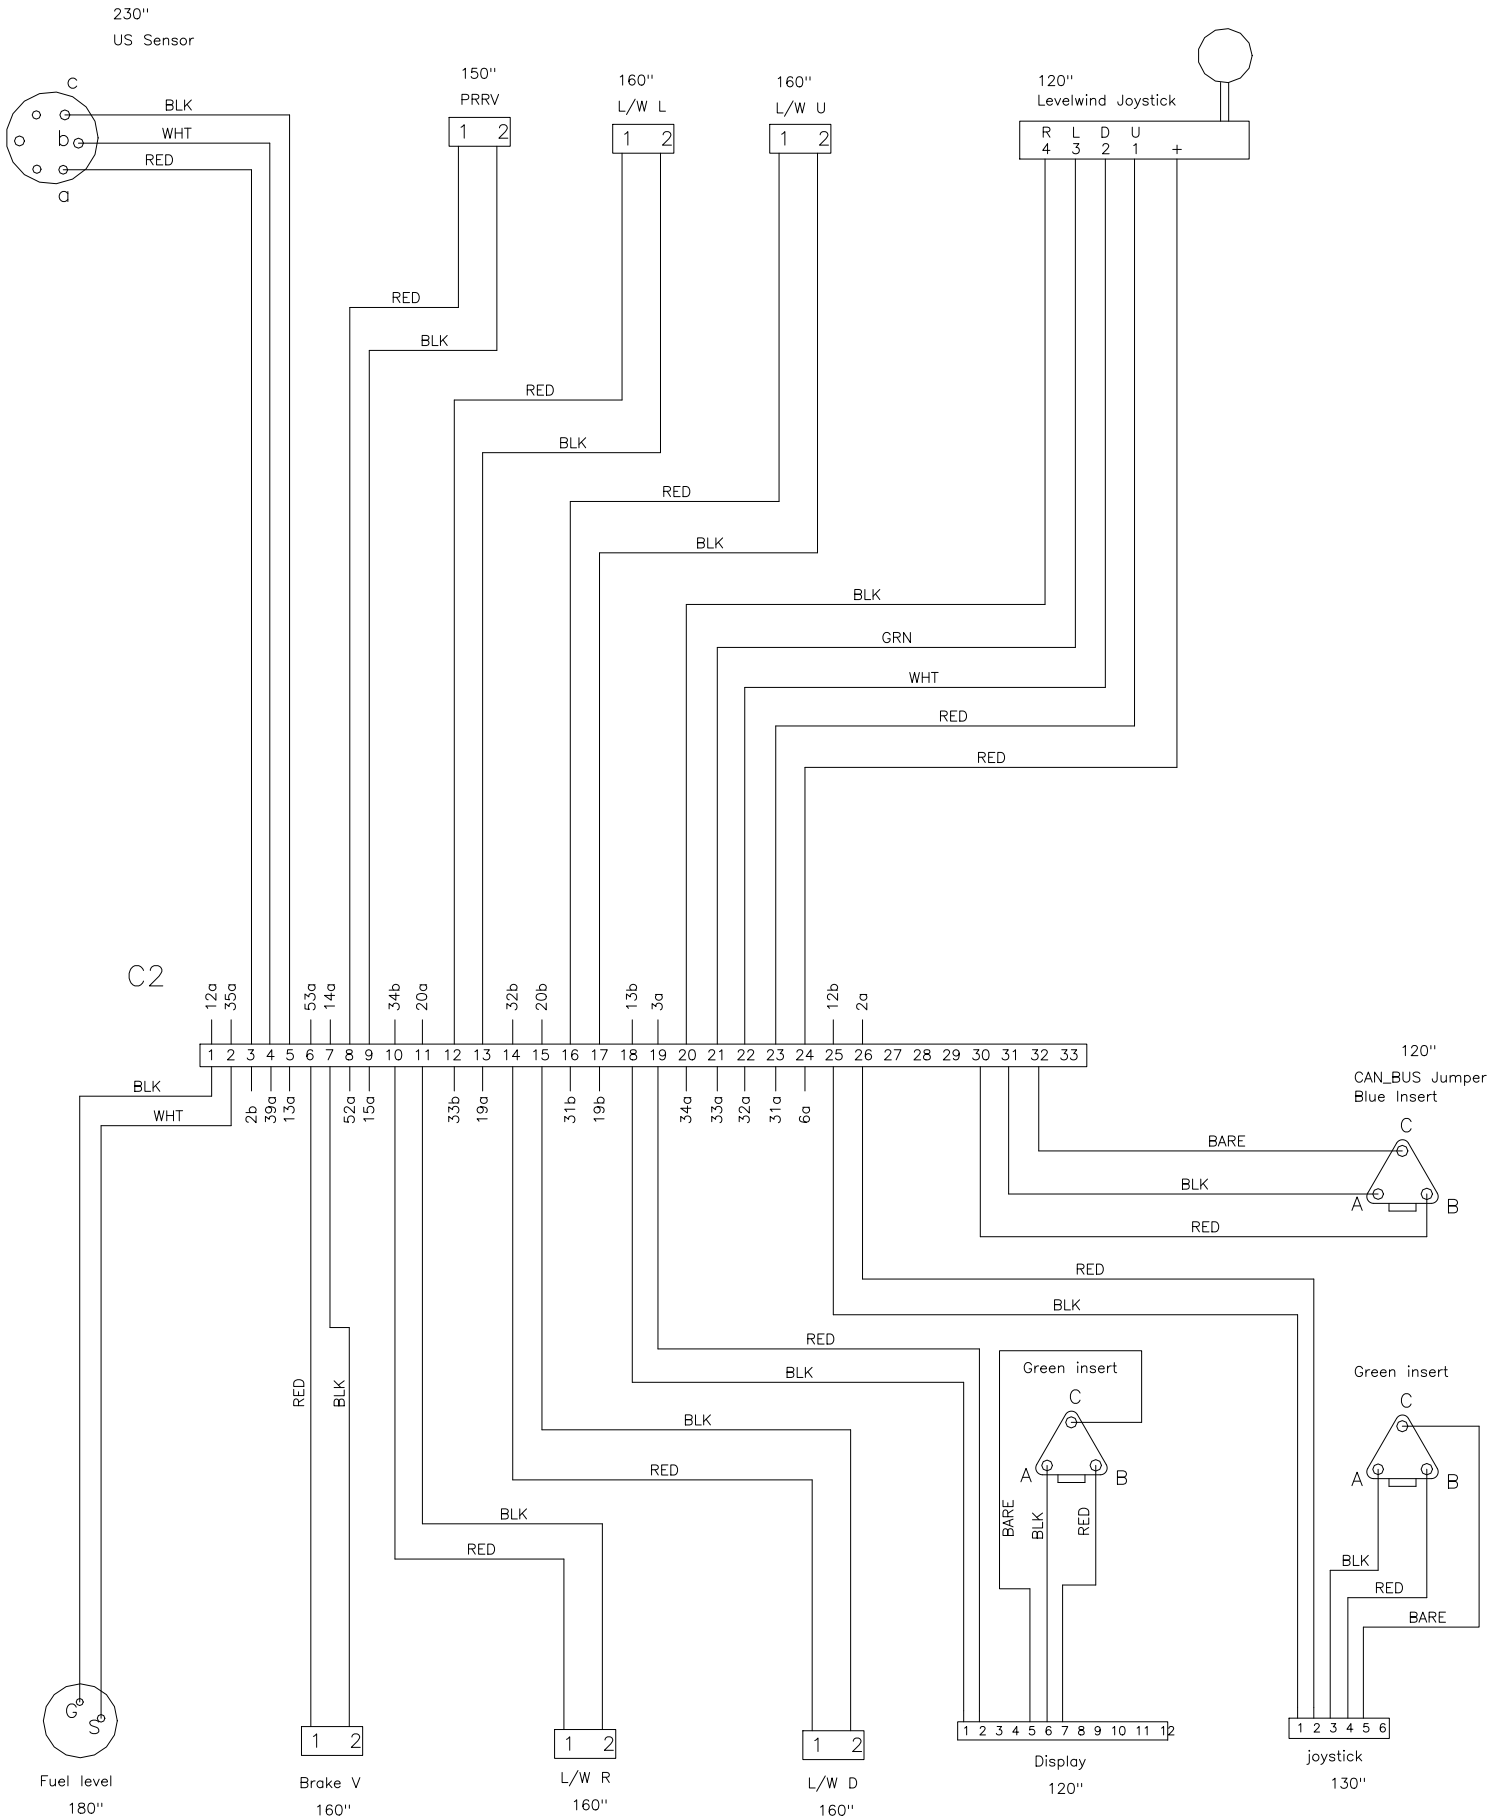 230"
US Sensor
c
b
a
BLK
WHT
RED
150"
PRRV
1 2
160"
L/W L
1 2
160"
L/W U
1 2
120"
Levelwind Joystick
R L D U
4 3 2 1 +
RED
BLK
RED
BLK
RED
BLK
BLK
GRN
WHT
RED
RED
C2
12a 35a 53a 14a 34b 20a 32b 20b 13b 3a 12b 2a
1 2 3 4 5 6 7 8 9 10 11 12 13 14 15 16 17 18 19 20 21 22 23 24 25 26 27 28 29 30 31 32 33
2b 39a 13a 52a 15a 33b 19a 31b 19b 34a 33a 32a 31a 6a
BLK
WHT
120"
CAN_BUS Jumper
Blue Insert
C
A
B
BARE
BLK
RED
RED
BLK
RED
BLK
RED
BLK
BLK
RED
BLK
RED
Green insert
C
A
B
BARE
BLK
RED
Green insert
C
A
B
BLK
RED
BARE
G
S
Fuel level
180"
1 2
Brake V
160"
1 2
L/W R
160"
1 2
L/W D
160"
1 2 3 4 5 6 7 8 9 10 11 12
Display
120"
1 2 3 4 5 6
joystick
130"